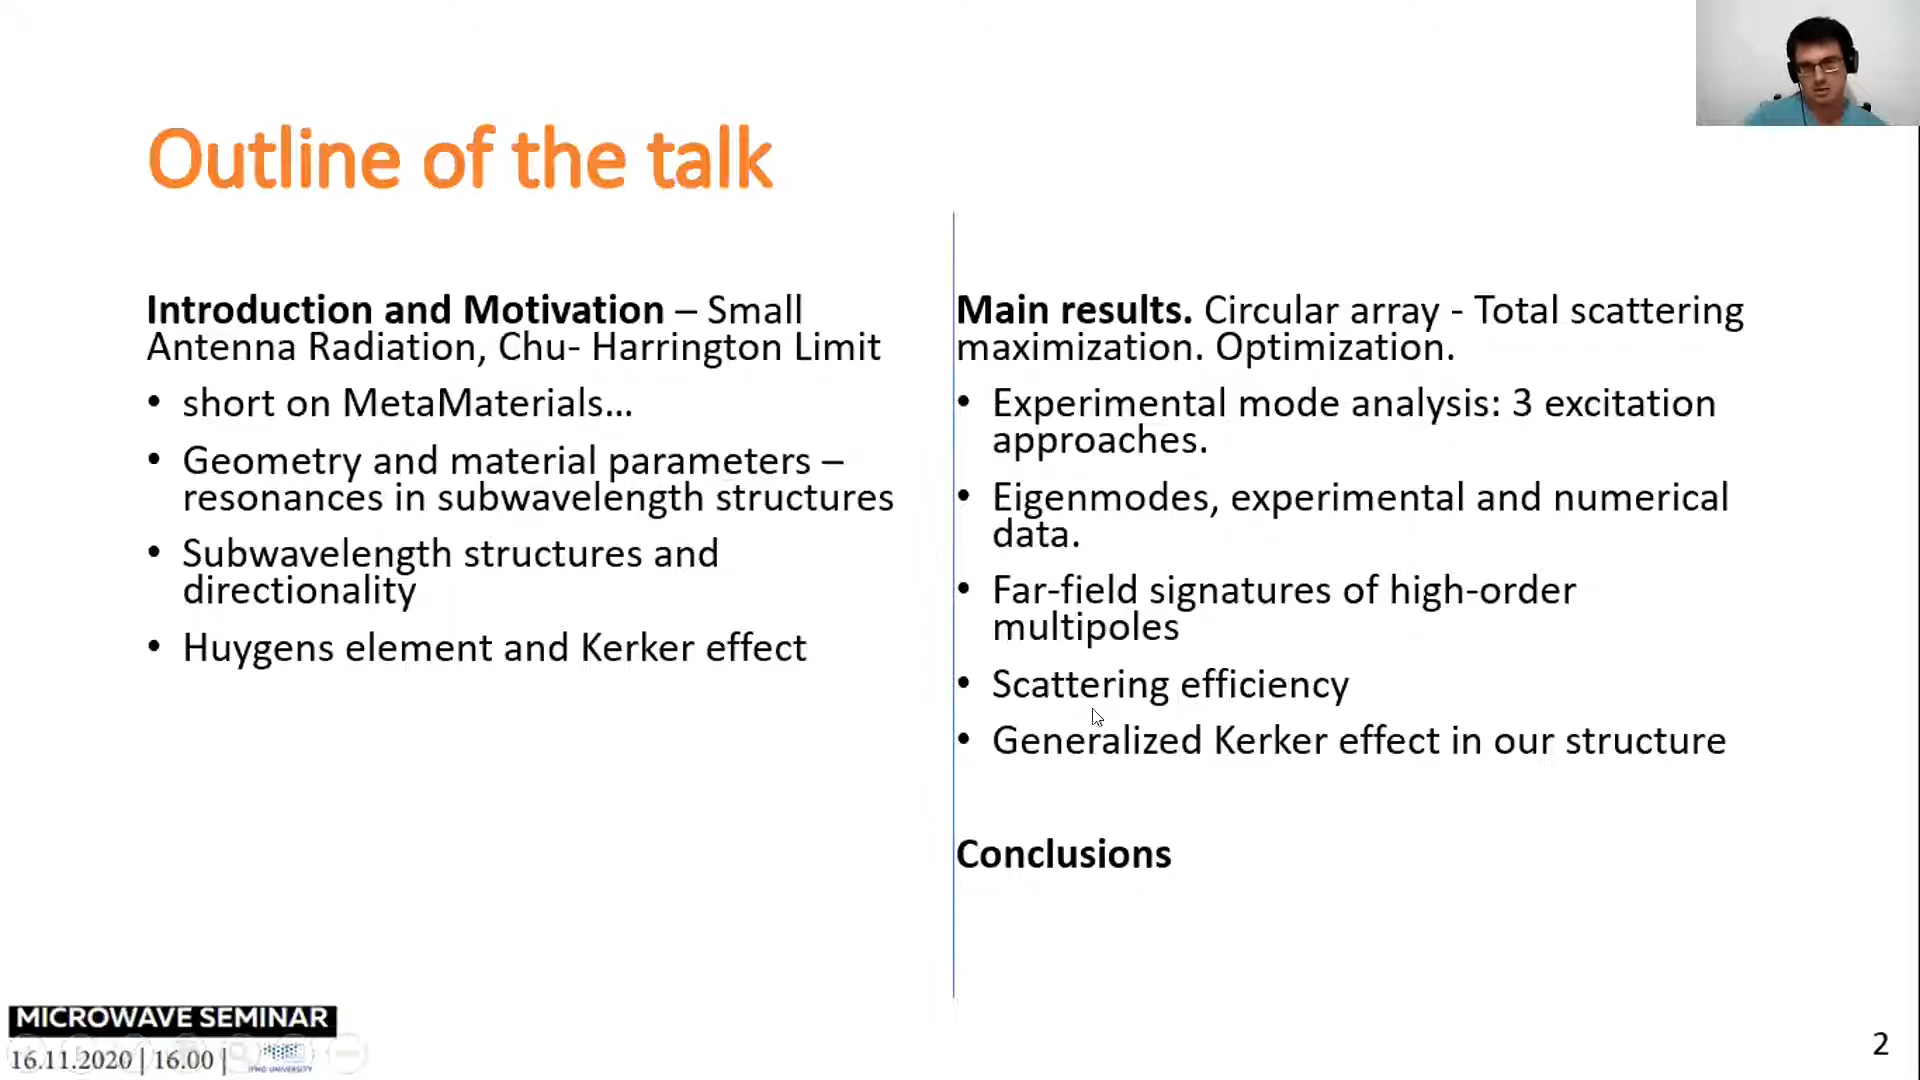 Outline of the talk
Introduction and Motivation – Small
Antenna Radiation, Chu- Harrington Limit
• short on MetaMaterials...
• Geometry and material parameters –
resonances in subwavelength structures
• Subwavelength structures and
directionality
• Huygens element and Kerker effect
Main results. Circular array - Total scattering
maximization. Optimization.
• Experimental mode analysis: 3 excitation
approaches.
• Eigenmodes, experimental and numerical
data.
• Far-field signatures of high-order
multipoles
• Scattering efficiency
• Generalized Kerker effect in our structure
Conclusions
MICROWAVE SEMINAR
16.11.2020 | 16.00 |
ITMO UNIVERSITY
2